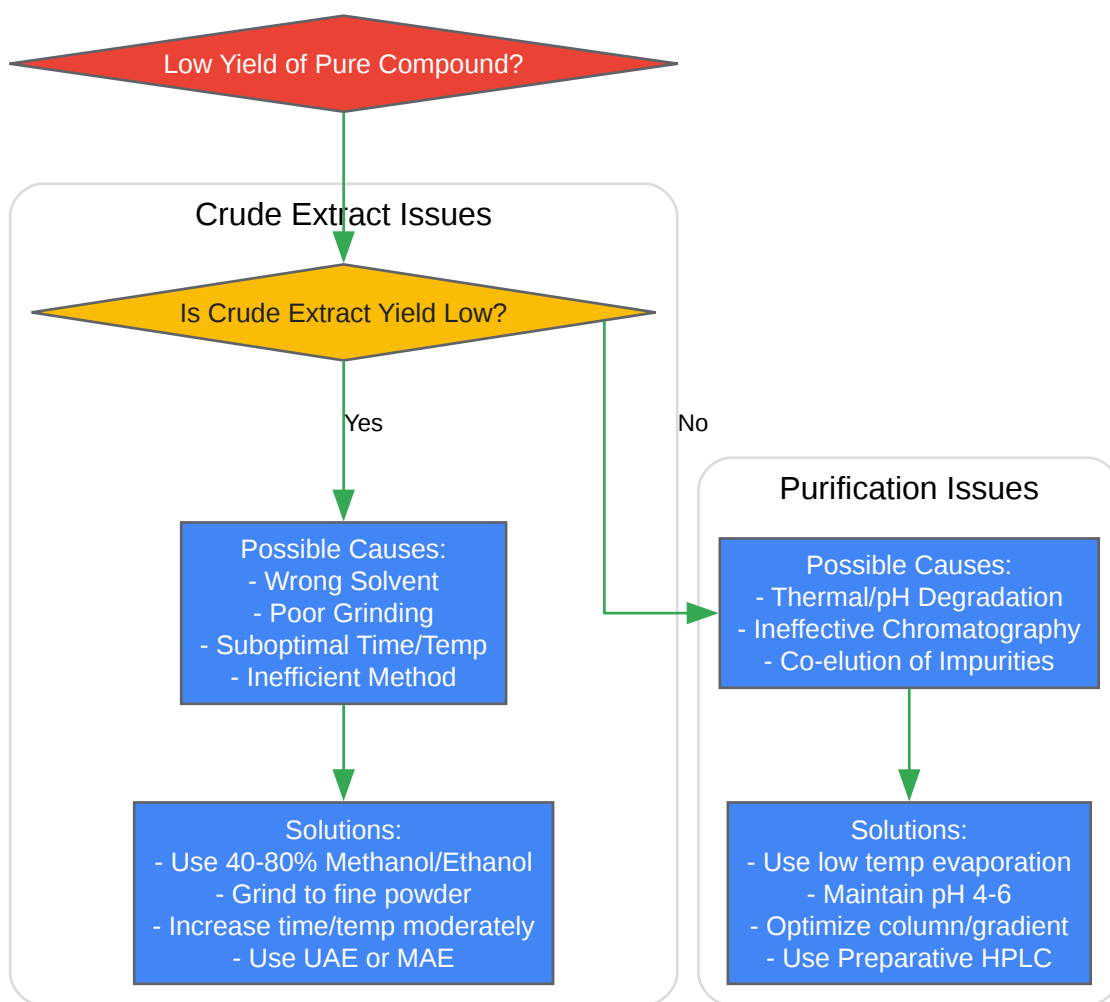 Low Yield of Pure Compound?
Crude Extract Issues
Is Crude Extract Yield Low?
Yes
No
Possible Causes:
- Wrong Solvent
- Poor Grinding
- Suboptimal Time/Temp
- Inefficient Method
Solutions:
- Use 40-80% Methanol/Ethanol
- Grind to fine powder
- Increase time/temp moderately
- Use UAE or MAE
Purification Issues
Possible Causes:
- Thermal/pH Degradation
- Ineffective Chromatography
- Co-elution of Impurities
Solutions:
- Use low temp evaporation
- Maintain pH 4-6
- Optimize column/gradient
- Use Preparative HPLC